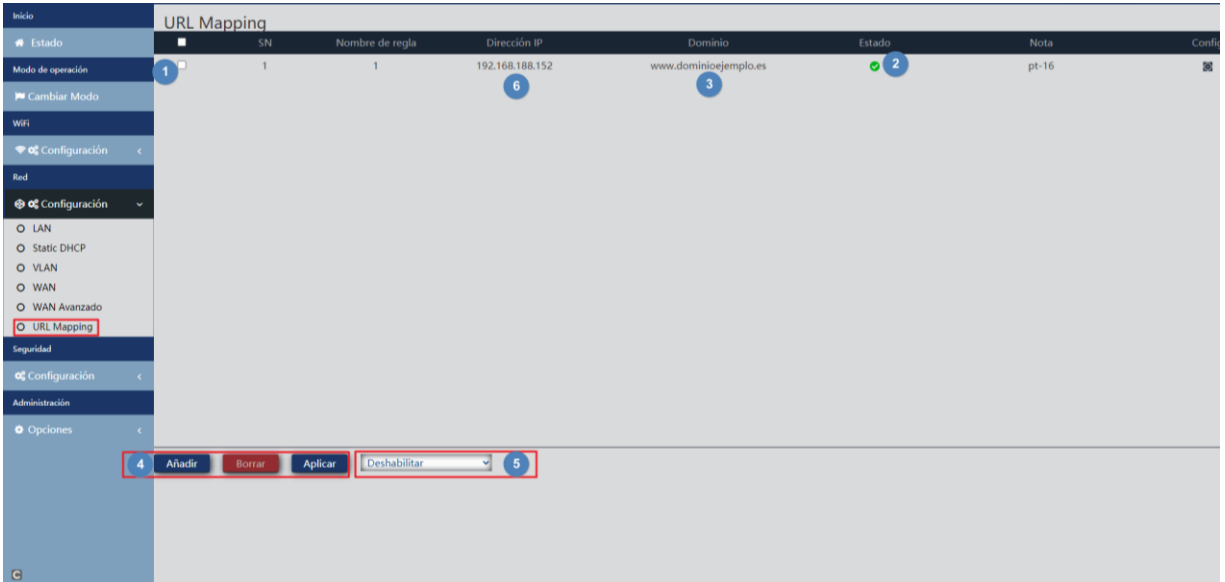 Inicio
Estado
Modo de operación
Cambiar Modo
WiFi
Configuración
Red
Configuración
LAN
Static DHCP
VLAN
WAN
WAN Avanzado
URL Mapping
Seguridad
Configuración
Administración
Opciones
URL Mapping
SN Nombre de regla Dirección IP Dominio Estado Nota Config
1 1 1 192.168.188.152 www.dominioejemplo.es 2 pt-16
6 3
4 Añadir Borrar Aplicar Deshabilitar 5